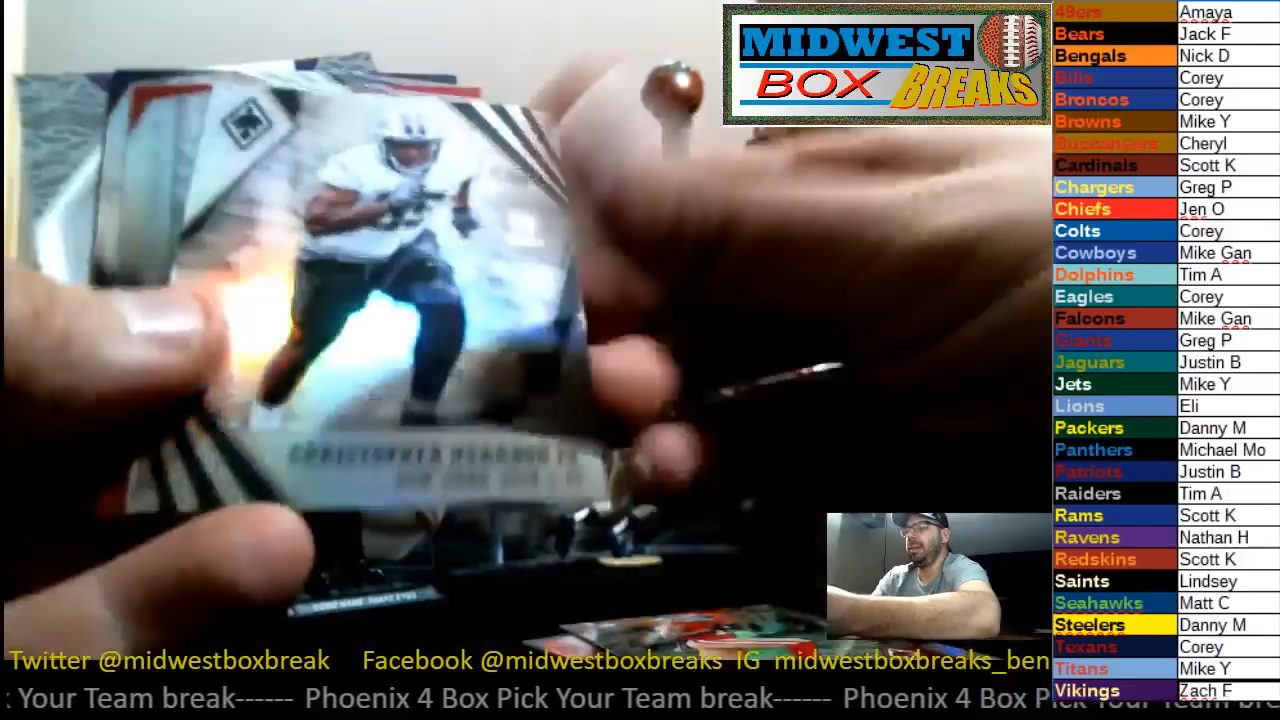 MIDWEST
BOX BREAKS
49ers Amaya
Bears Jack F
Bengals Nick D
Bills Corey
Broncos Corey
Browns Mike Y
Buccaneers Cheryl
Cardinals Scott K
Chargers Greg P
Chiefs Jen O
Colts Corey
Cowboys Mike Gan
Dolphins Tim A
Eagles Corey
Falcons Mike Gan
Giants Greg P
Jaguars Justin B
Jets Mike Y
Lions Eli
Packers Danny M
Panthers Michael Mo
Patriots Justin B
Raiders Tim A
Rams Scott K
Ravens Nathan H
Redskins Scott K
Saints Lindsey
Seahawks Matt C
Steelers Danny M
Texans Corey
Titans Mike Y
Vikings Zach F
Twitter @midwestboxbreak Facebook @midwestboxbreaks IG midwestboxbreaks_ben
k Your Team break------ Phoenix 4 Box Pick Your Team break------ Phoenix 4 Box Pick Your Team bre